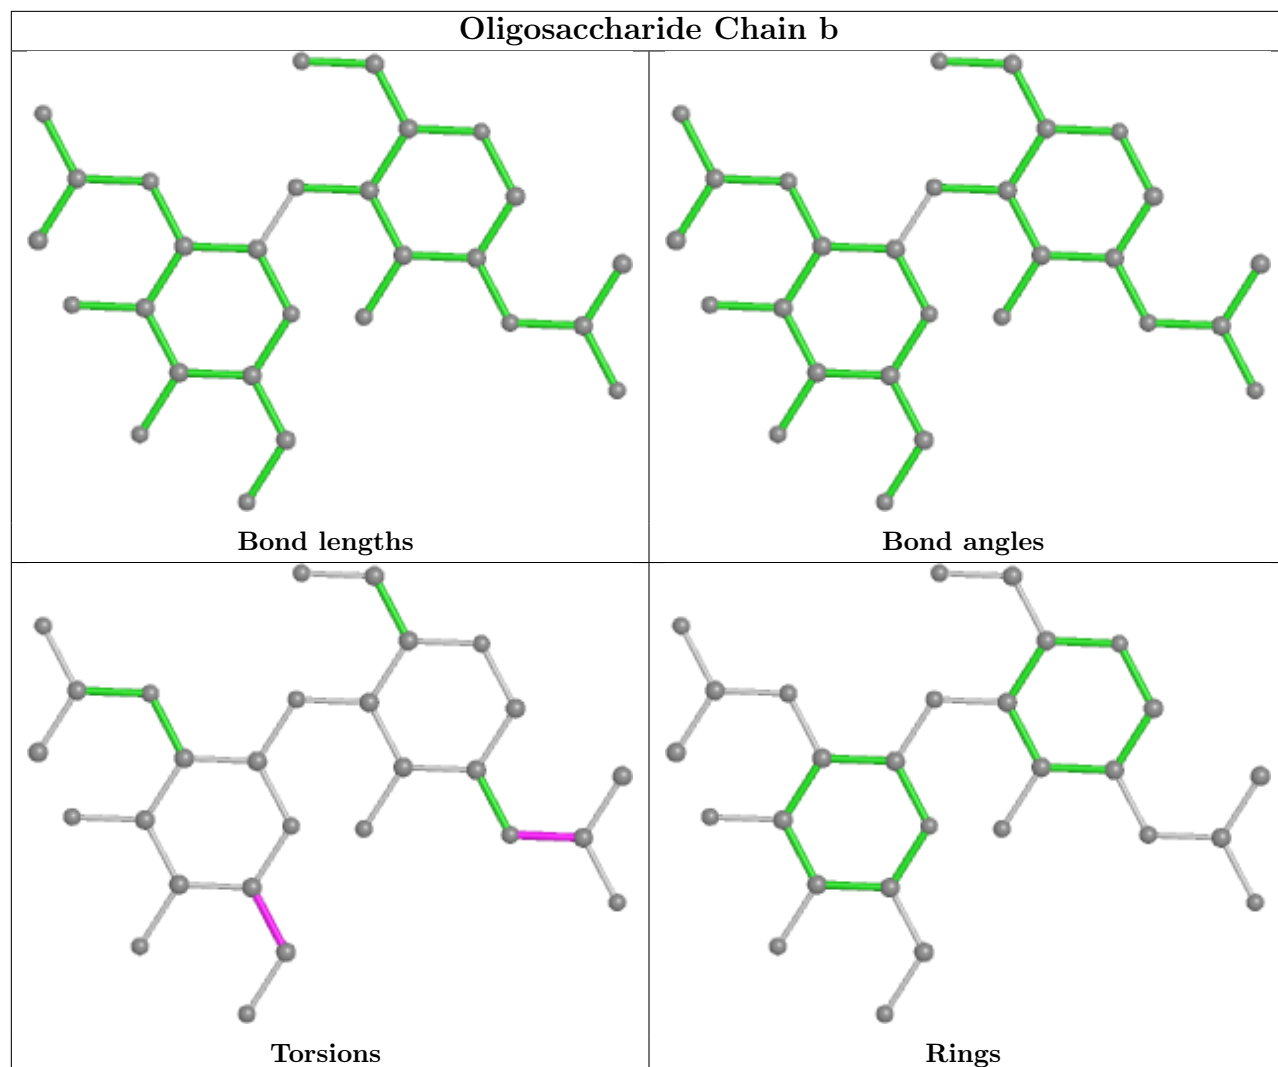 Oligosaccharide Chain b
Bond lengths
Bond angles
Torsions
Rings